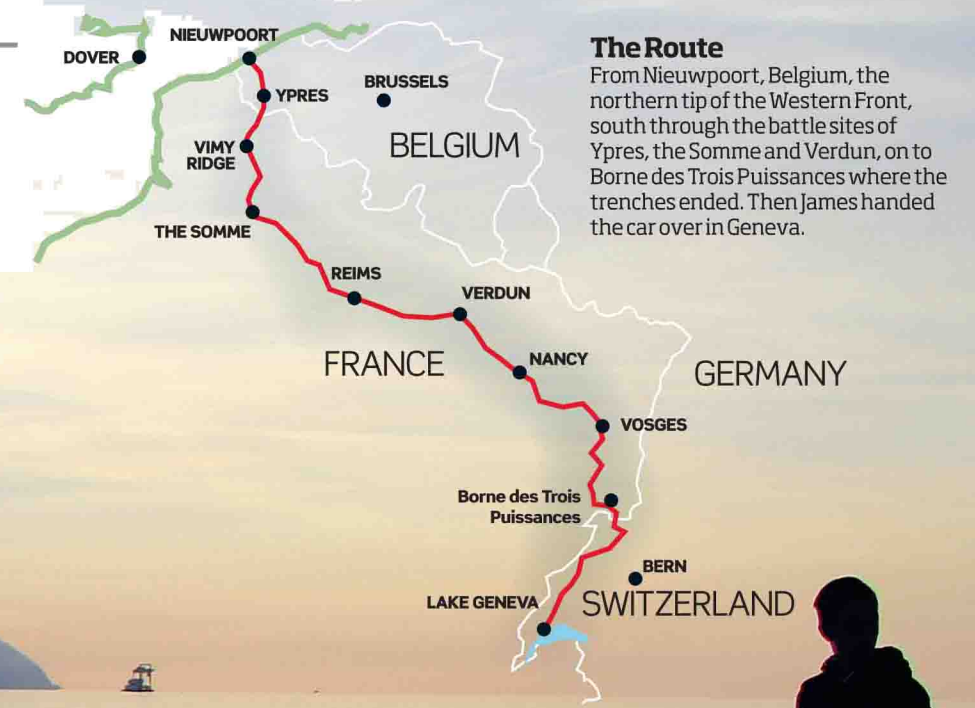 NIEUWPOORT
DOVER
YPRES
BRUSSELS
BELGIUM
VIMY
RIDGE
THE SOMME
REIMS
VERDUN
FRANCE
NANCY
GERMANY
VOSGES
Borne des Trois
Puissances
BERN
LAKE GENEVA
SWITZERLAND
The Route
From Nieuwpoort, Belgium, the
northern tip of the Western Front,
south through the battle sites of
Ypres, the Somme and Verdun, on to
Borne des Trois Puissances where the
trenches ended. Then James handed
the car over in Geneva.